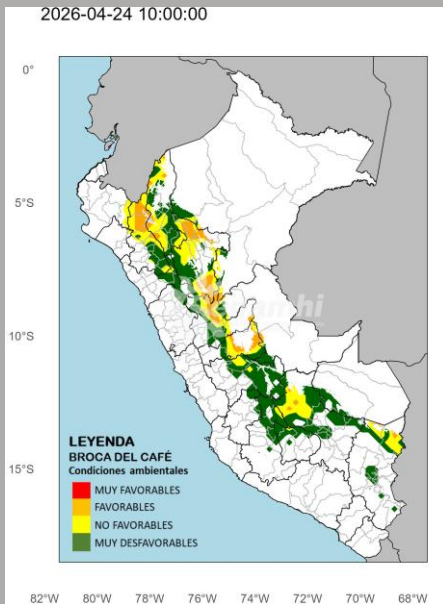 2026-04-24 10:00:00
0°
5°S
10°S
15°S
LEYENDA
BROCA DEL CAFÉ
Condiciones ambientales
MUY FAVORABLES
FAVORABLES
NO FAVORABLES
MUY DESFAVORABLES
82°W 80°W 78°W 76°W 74°W 72°W 70°W 68°W